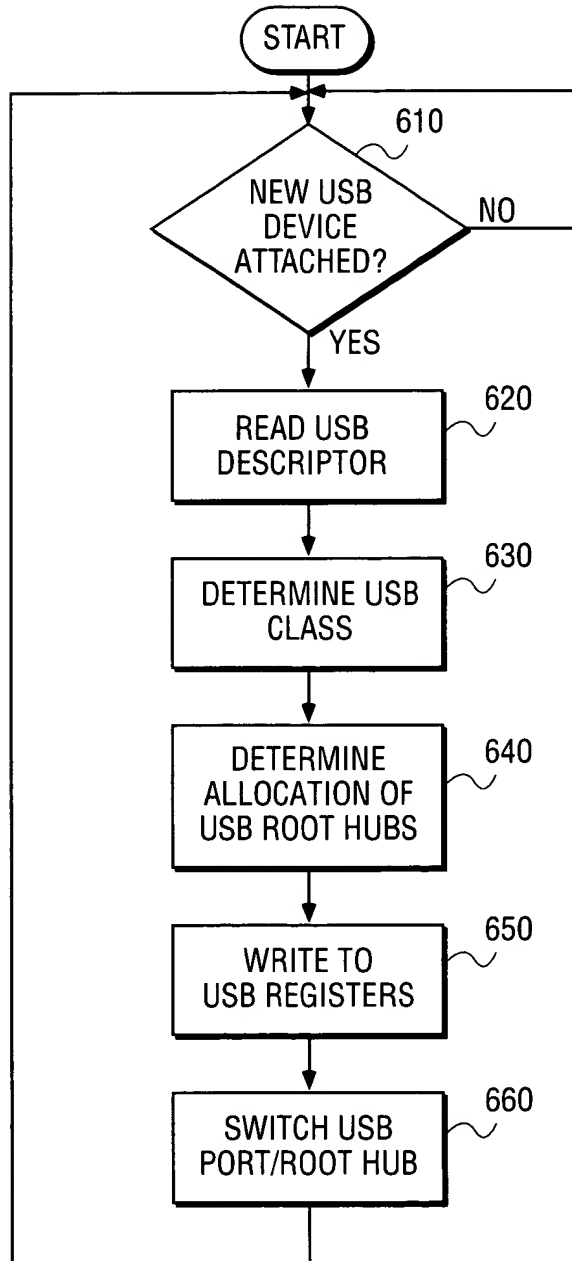 START
610
NEW USB
DEVICE
ATTACHED?
NO
YES
620
READ USB
DESCRIPTOR
630
DETERMINE USB
CLASS
640
DETERMINE
ALLOCATION OF
USB ROOT HUBS
650
WRITE TO
USB REGISTERS
660
SWITCH USB
PORT/ROOT HUB